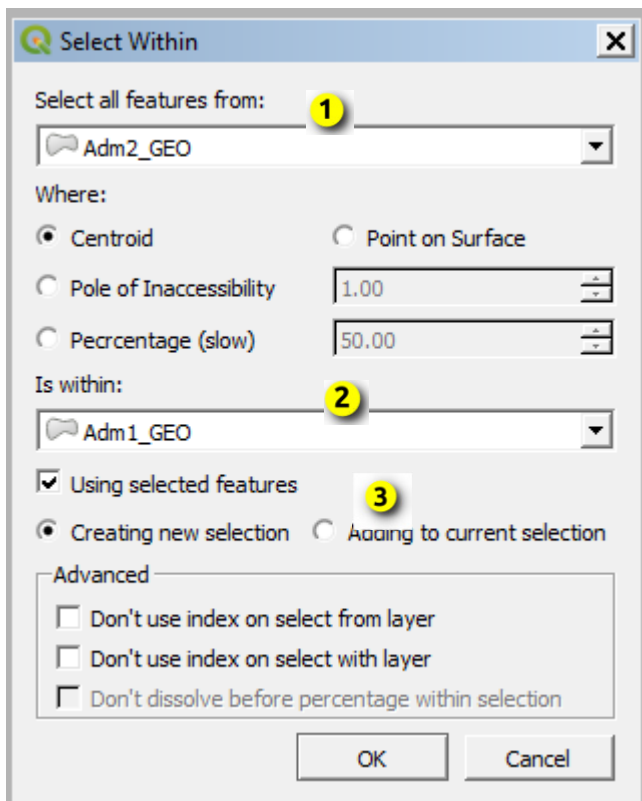 Select Within
Select all features from:
1
Adm2_GEO
Where:
Centroid Point on Surface
Pole of Inaccessibility 1.00
Pecrcentage (slow) 50.00
Is within:
2
Adm1_GEO
Using selected features
3
Creating new selection Adding to current selection
Advanced
Don't use index on select from layer
Don't use index on select with layer
Don't dissolve before percentage within selection
OK Cancel